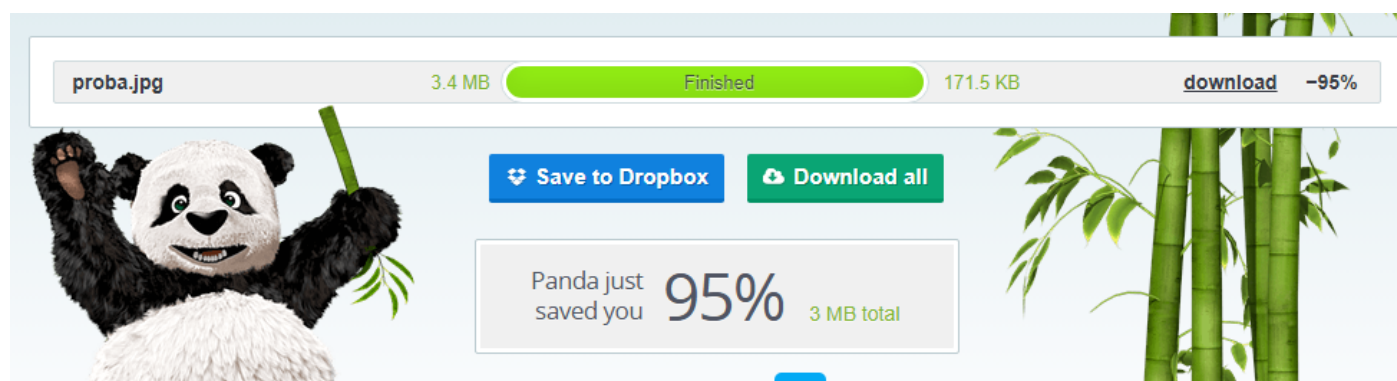 proba.jpg 3.4 MB Finished 171.5 KB download −95%
Save to Dropbox Download all
Panda just
saved you 95% 3 MB total